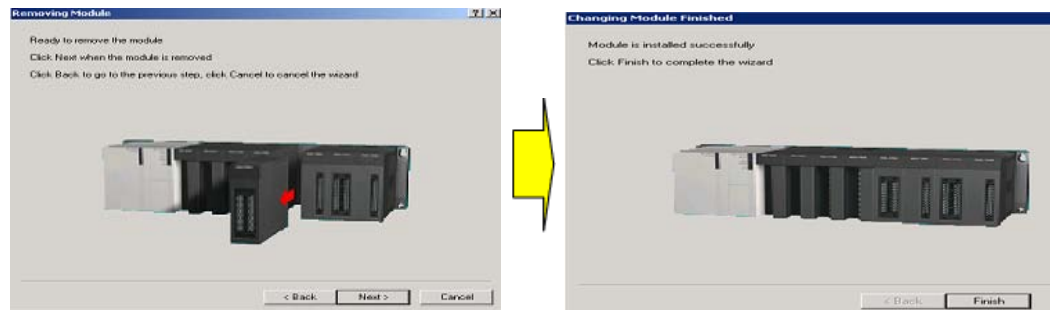 Removing Module
Ready to remove the module
Click Next when the module is removed
Click Back to go to the previous step, click Cancel to cancel the wizard
< Back
Next >
Cancel
Changing Module Finished
Module is installed successfully
Click Finish to complete the wizard
< Back
Finish